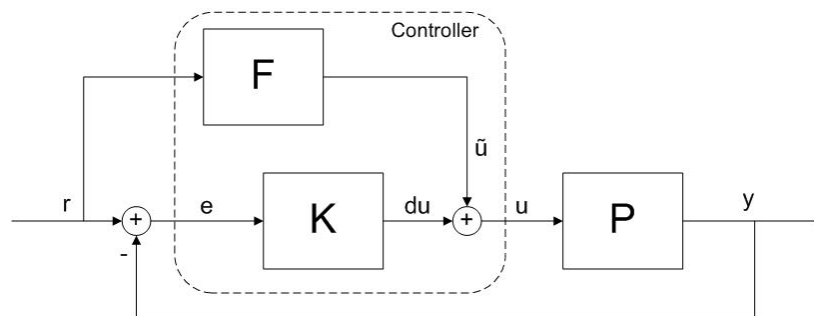 Controller
F
ũ
r
+
e
K
du
+
u
P
y
-